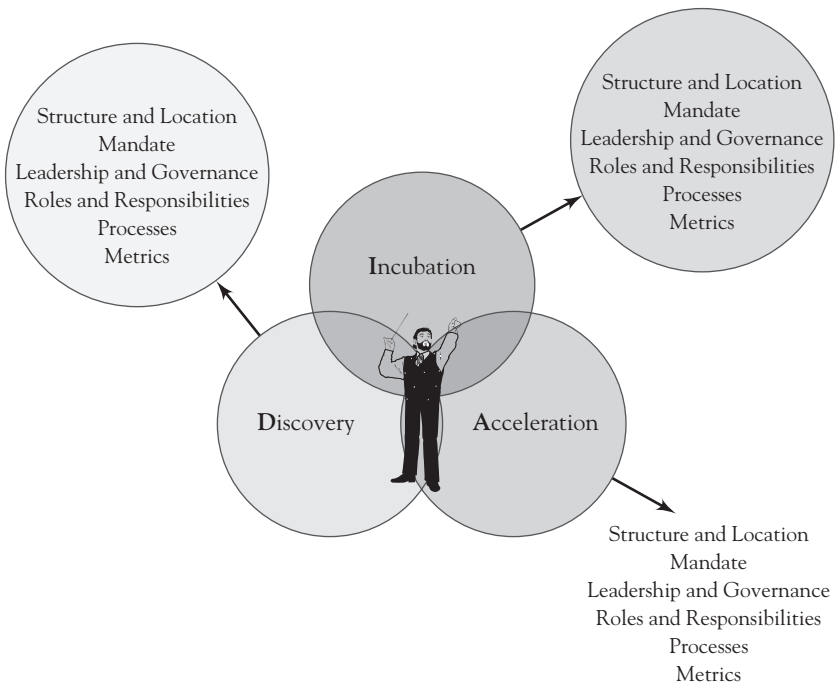 Structure and Location
Mandate
Leadership and Governance
Roles and Responsibilities
Processes
Metrics
Structure and Location
Mandate
Leadership and Governance
Roles and Responsibilities
Processes
Metrics
Incubation
Discovery
Acceleration
Structure and Location
Mandate
Leadership and Governance
Roles and Responsibilities
Processes
Metrics